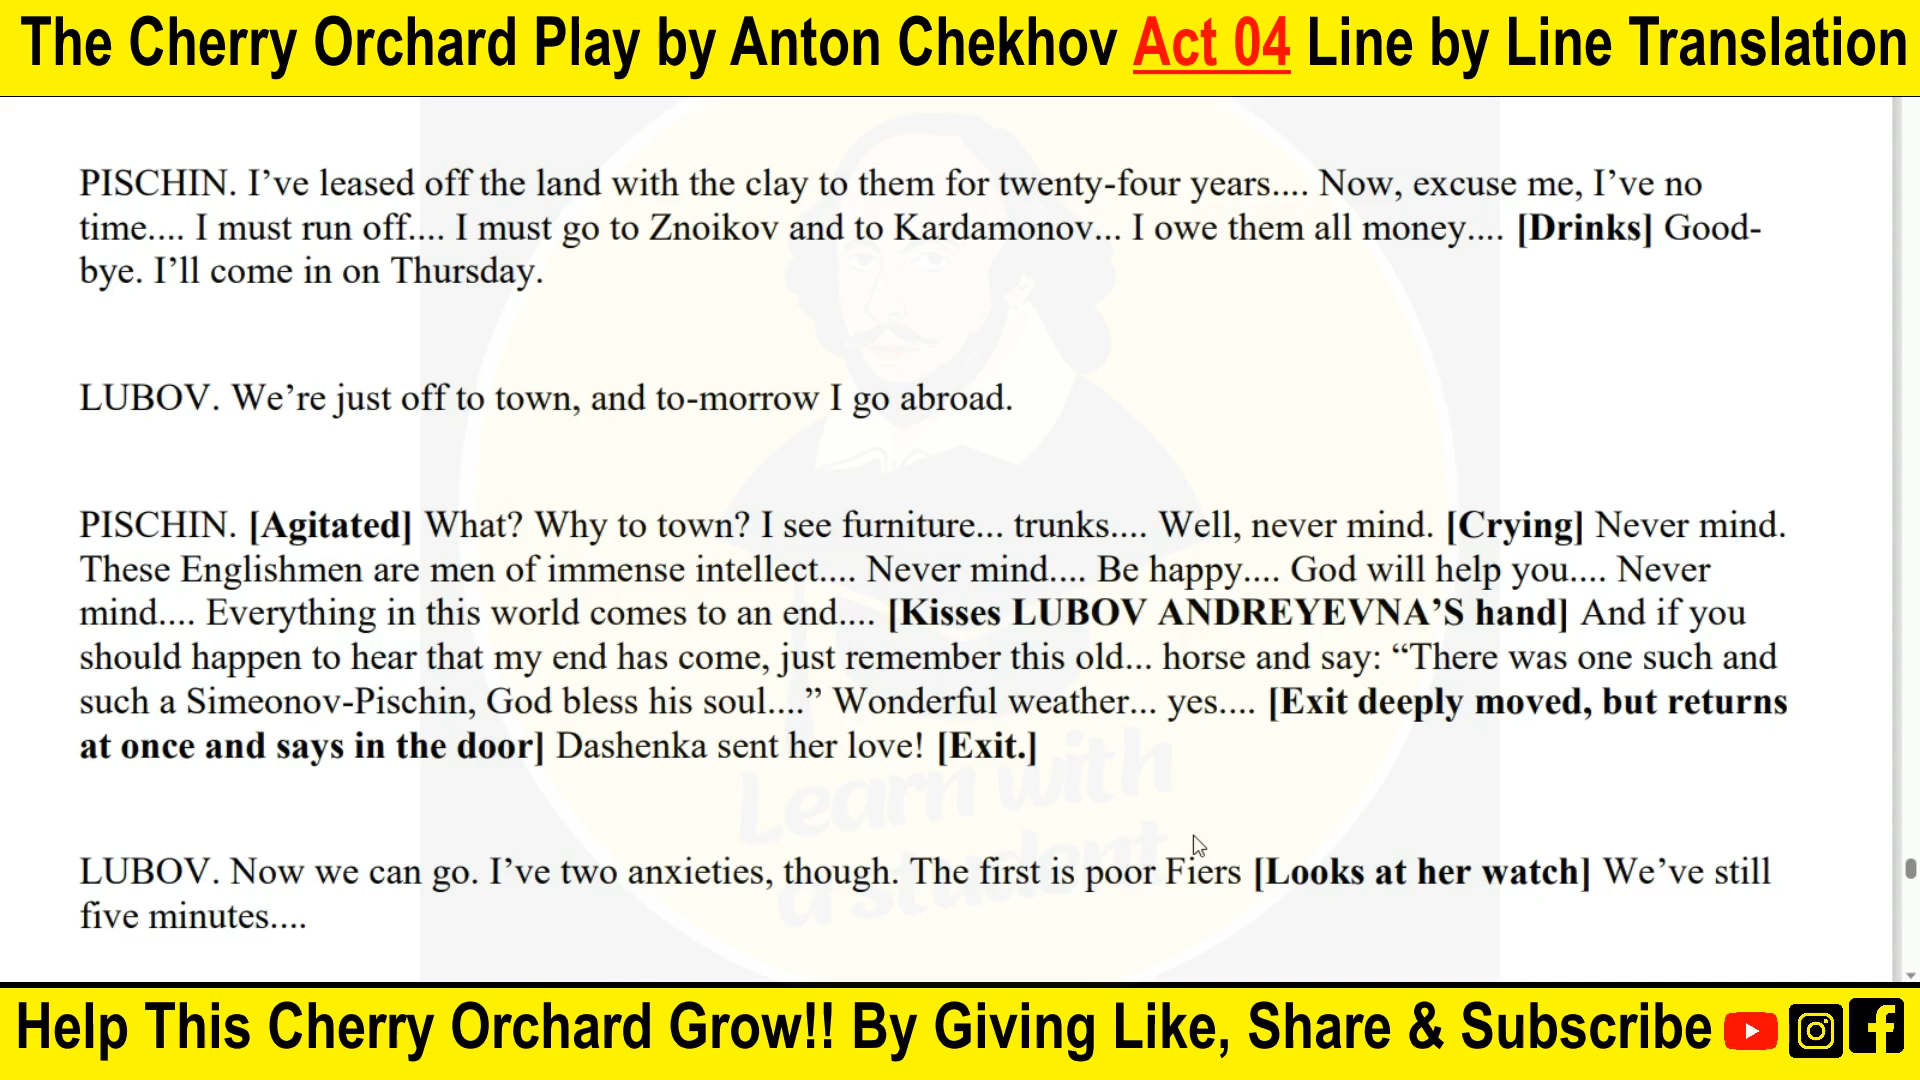 The Cherry Orchard Play by Anton Chekhov Act 04 Line by Line Translation
PISCHIN. I’ve leased off the land with the clay to them for twenty-four years.... Now, excuse me, I’ve no
time.... I must run off.... I must go to Znoikov and to Kardamonov... I owe them all money.... [Drinks] Good-
bye. I’ll come in on Thursday.
LUBOV. We’re just off to town, and to-morrow I go abroad.
PISCHIN. [Agitated] What? Why to town? I see furniture... trunks.... Well, never mind. [Crying] Never mind.
These Englishmen are men of immense intellect.... Never mind.... Be happy.... God will help you.... Never
mind.... Everything in this world comes to an end.... [Kisses LUBOV ANDREYEVNA’S hand] And if you
should happen to hear that my end has come, just remember this old... horse and say: “There was one such and
such a Simeonov-Pischin, God bless his soul....” Wonderful weather... yes.... [Exit deeply moved, but returns
at once and says in the door] Dashenka sent her love! [Exit.]
Learn with
a student
LUBOV. Now we can go. I’ve two anxieties, though. The first is poor Fiers [Looks at her watch] We’ve still
five minutes....
Help This Cherry Orchard Grow!! By Giving Like, Share & Subscribe